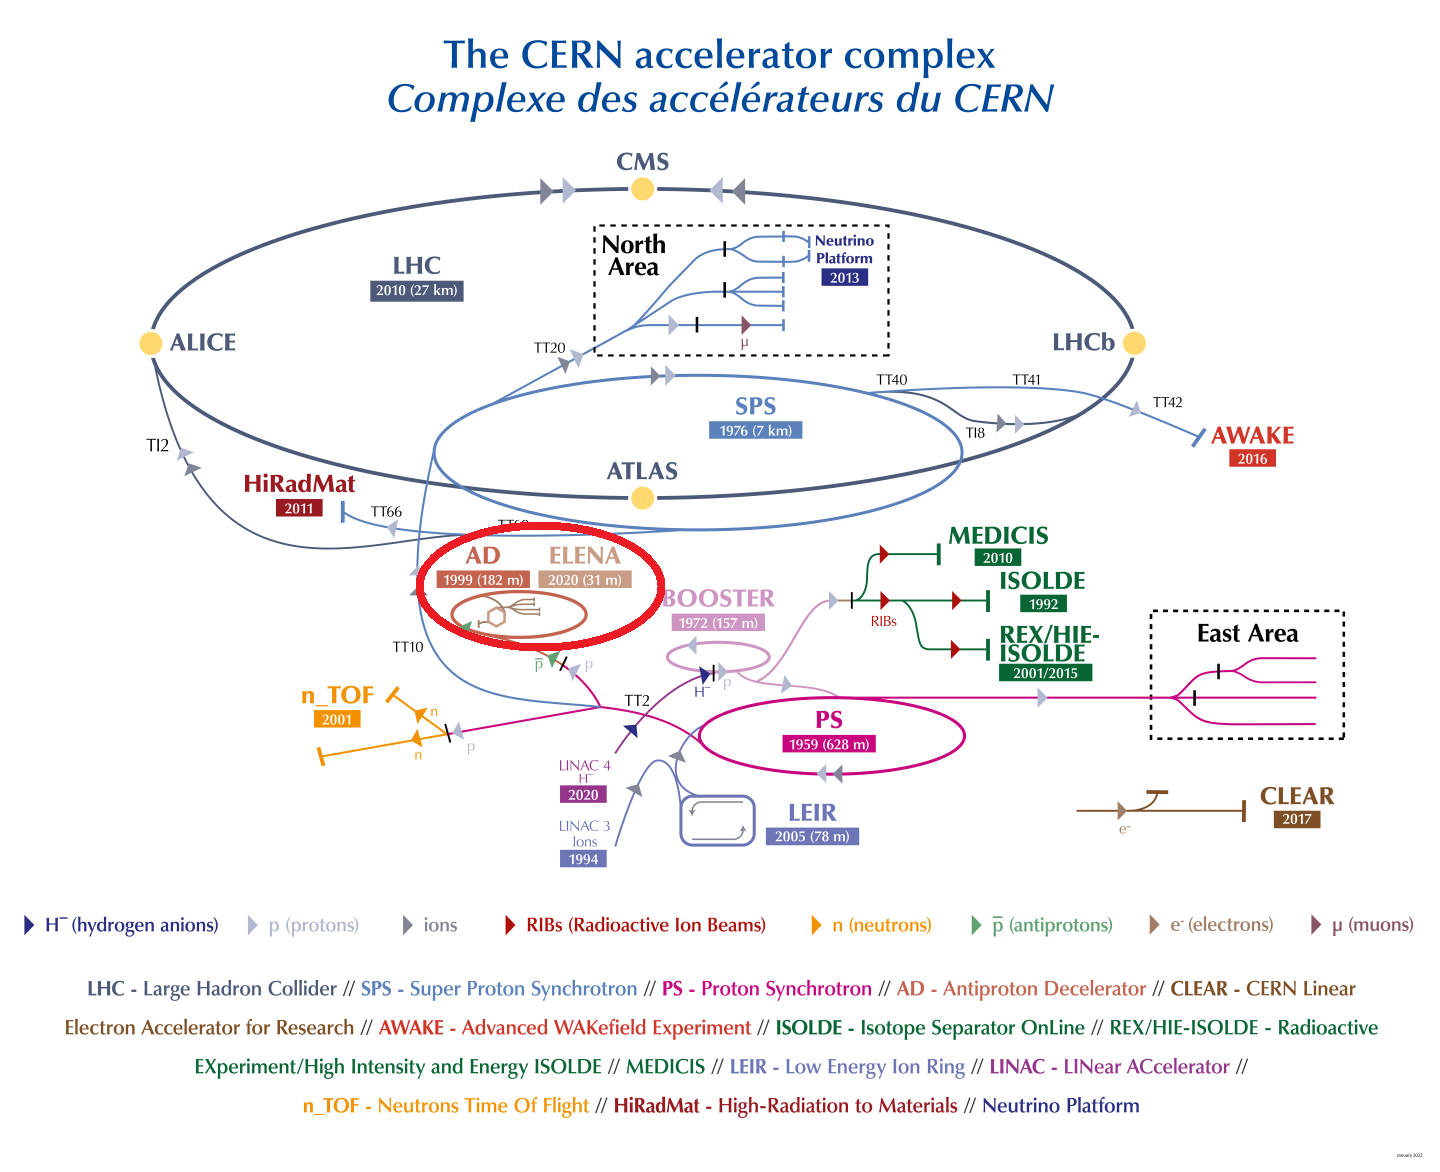 The CERN accelerator complex
Complexe des accélérateurs du CERN
CMS
North
Area
Neutrino
Platform
2013
LHC
2010 (27 km)
μ
ALICE
LHCb
TT20
TT40
TT41
TT42
SPS
1976 (7 km)
TI8
AWAKE
2016
TI2
ATLAS
HiRadMat
2011
TT66
AD
1999 (182 m)
ELENA
2020 (31 m)
MEDICIS
2010
ISOLDE
1992
RIBs
REX/HIE-
ISOLDE
2001/2015
East Area
BOOSTER
1972 (157 m)
TT10
p̅
p
H⁻
p
n_TOF
2001
n
n
p
TT2
PS
1959 (628 m)
LINAC 4
H⁻
2020
LINAC 3
Ions
1994
LEIR
2005 (78 m)
CLEAR
2017
e⁻
H⁻ (hydrogen anions)
p (protons)
ions
RIBs (Radioactive Ion Beams)
n (neutrons)
p̅ (antiprotons)
e⁻ (electrons)
μ (muons)
LHC - Large Hadron Collider // SPS - Super Proton Synchrotron // PS - Proton Synchrotron // AD - Antiproton Decelerator // CLEAR - CERN Linear
Electron Accelerator for Research // AWAKE - Advanced WAKefield Experiment // ISOLDE - Isotope Separator OnLine // REX/HIE-ISOLDE - Radioactive
EXperiment/High Intensity and Energy ISOLDE // MEDICIS // LEIR - Low Energy Ion Ring // LINAC - LINear ACcelerator //
n_TOF - Neutrons Time Of Flight // HiRadMat - High-Radiation to Materials // Neutrino Platform
January 2022